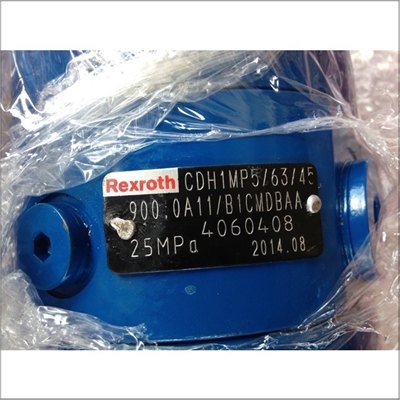 Rexroth CDH1MP5/63/45
900.0A11/B1CMDBAA
4060408
25MPa 2014.08